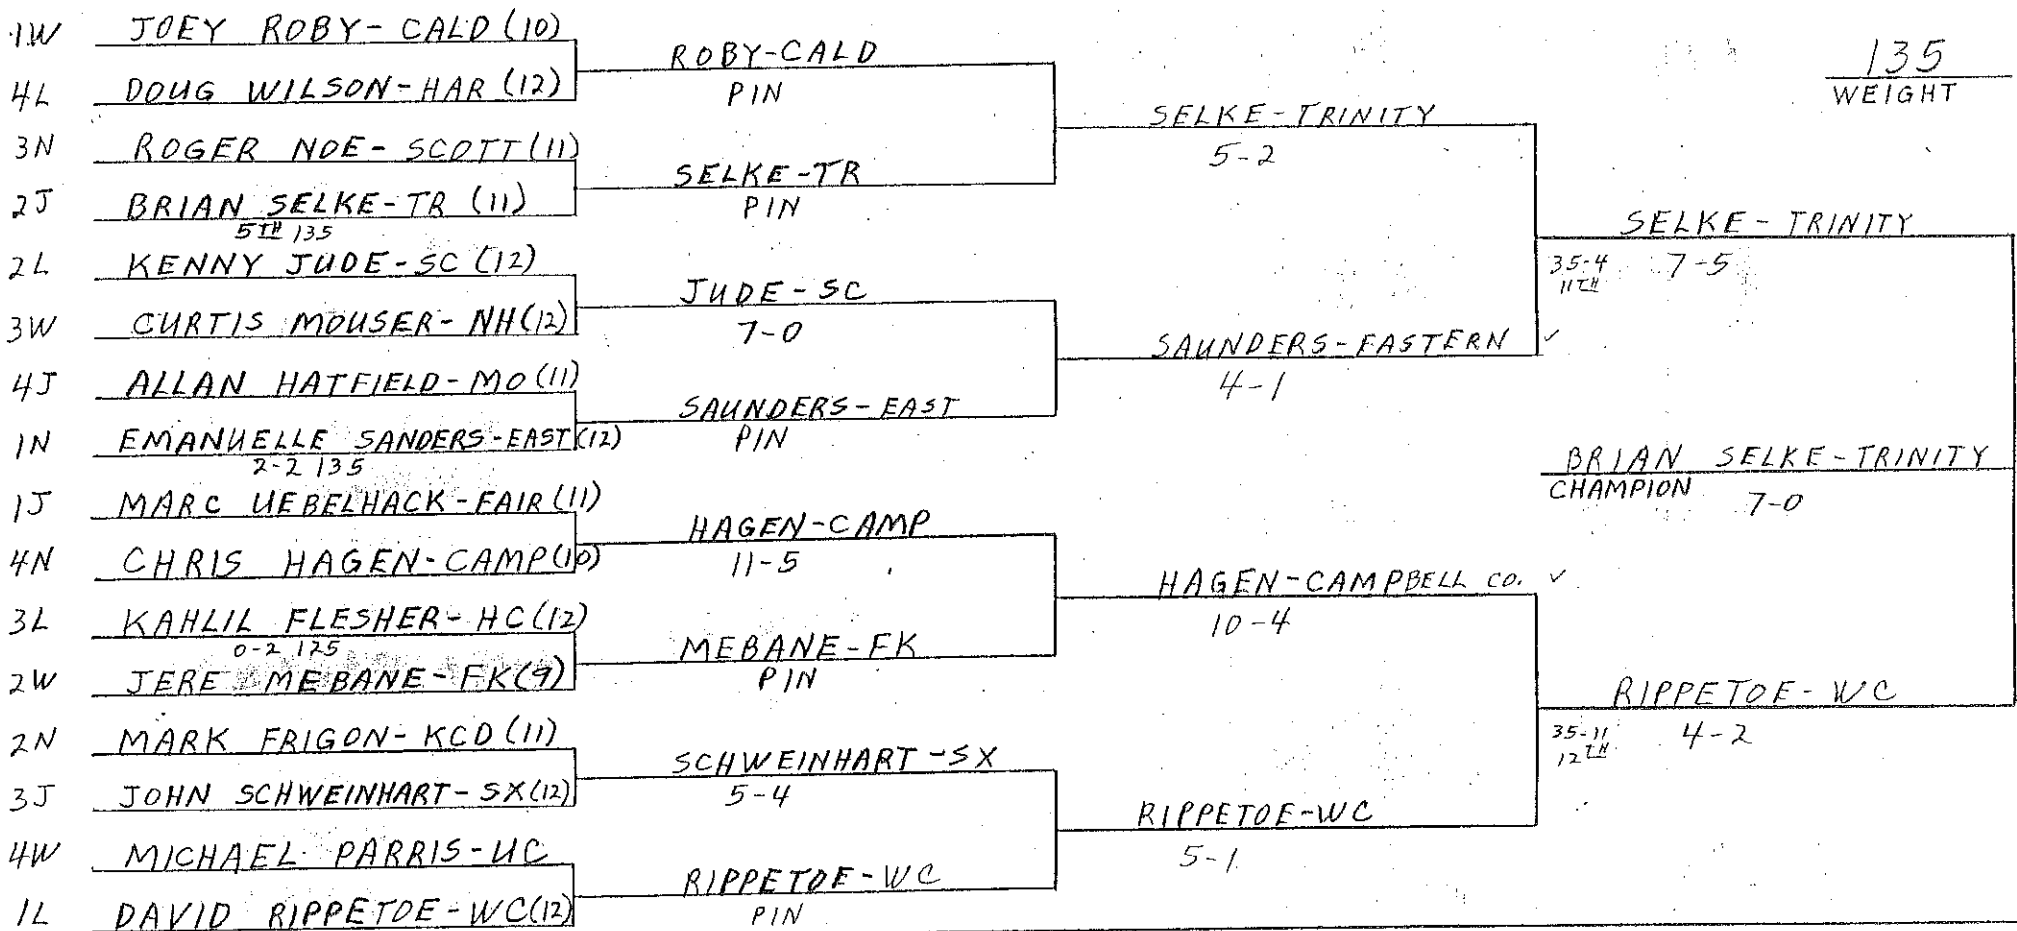 1W JOEY ROBY-CALD (10)
4L DOUG WILSON-HAR (12)
3N ROGER NOE-SCOTT (11)
2J BRIAN SELKE-TR (11)
5TH 135
2L KENNY JUDE-SC (12)
3W CURTIS MOUSER-NH (12)
4J ALLAN HATFIELD-MO (11)
1N EMANUELLE SANDERS-EAST (12)
2-2 135
1J MARC UEBELHACK-FAIR (11)
4N CHRIS HAGEN-CAMP (10)
3L KAHLIL FLESHER-HC (12)
0-2 125
2W JERE MEBANE-FK (9)
2N MARK FRIGON-KCD (11)
3J JOHN SCHWEINHART-SX (12)
4W MICHAEL PARRIS-UC
1L DAVID RIPPETOE-WC (12)
ROBY-CALD
PIN
SELKE-TR
PIN
JUDE-SC
7-0
SAUNDERS-EAST
PIN
HAGEN-CAMP
11-5
MEBANE-FK
PIN
SCHWEINHART-SX
5-4
RIPPETOE-WC
PIN
SELKE-TRINITY
5-2
SAUNDERS-EASTERN ✓
4-1
HAGEN-CAMPBELL CO. ✓
10-4
RIPPETOE-WC
5-1
135
WEIGHT
SELKE-TRINITY
35-4 7-5
11TH
RIPPETOE-WC
35-11 4-2
12TH
BRIAN SELKE-TRINITY
CHAMPION 7-0